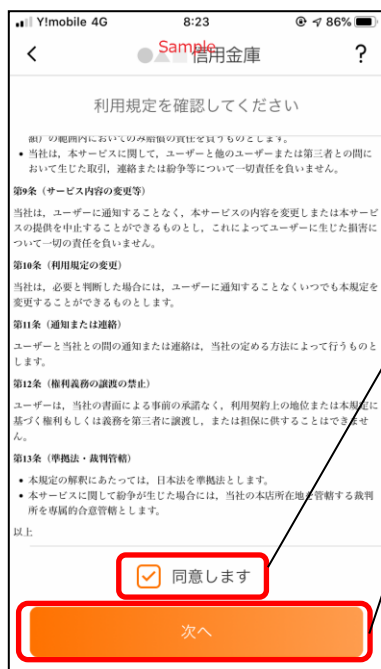 Y!mobile 4G 8:23 86%
Sample
信用金庫 ?
利用規定を確認してください
額）の範囲内においてのみ賠償の責任を負うものとします。
• 当社は，本サービスに関して，ユーザーと他のユーザーまたは第三者との間に
おいて生じた取引，連絡または紛争等について一切責任を負いません。
第9条（サービス内容の変更等）
当社は，ユーザーに通知することなく，本サービスの内容を変更しまたは本サービ
スの提供を中止することができるものとし，これによってユーザーに生じた損害に
ついて一切の責任を負いません。
第10条（利用規定の変更）
当社は，必要と判断した場合には，ユーザーに通知することなくいつでも本規定を
変更することができるものとします。
第11条（通知または連絡）
ユーザーと当社との間の通知または連絡は，当社の定める方法によって行うものと
します。
第12条（権利義務の譲渡の禁止）
ユーザーは，当社の書面による事前の承諾なく，利用契約上の地位または本規定に
基づく権利もしくは義務を第三者に譲渡し，または担保に供することはできませ
ん。
第13条（準拠法・裁判管轄）
• 本規定の解釈にあたっては，日本法を準拠法とします。
• 本サービスに関して紛争が生じた場合には，当社の本店所在地を管轄する裁判
所を専属的合意管轄とします。
以上
同意します
次へ